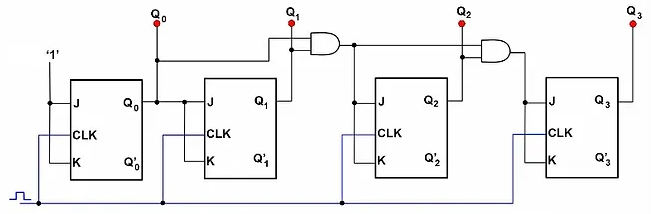 Q0 Q1 Q2 Q3
'1'
J Q0 J Q1 J Q2 J Q3
CLK CLK CLK CLK
K Q'0 K Q'1 K Q'2 K Q'3